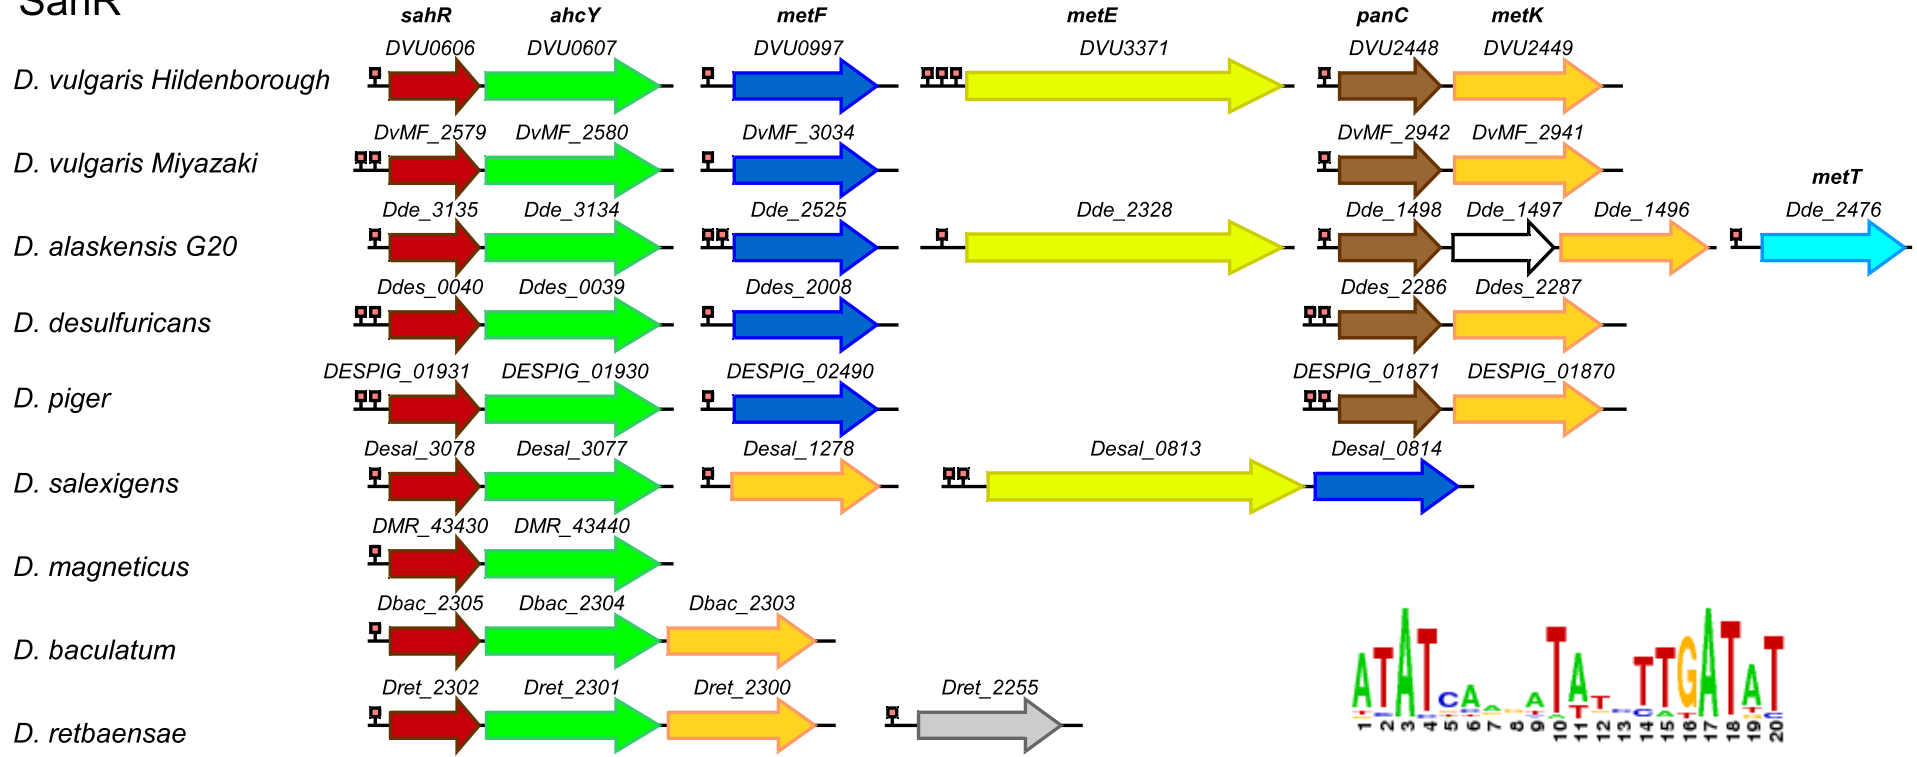 SahR
sahR ahcY metF metE panC metK
DVU0606 DVU0607 DVU0997 DVU3371 DVU2448 DVU2449
D. vulgaris Hildenborough
DvMF_2579 DvMF_2580 DvMF_3034 DvMF_2942 DvMF_2941
D. vulgaris Miyazaki
metT
Dde_3135 Dde_3134 Dde_2525 Dde_2328 Dde_1498 Dde_1497 Dde_1496 Dde_2476
D. alaskensis G20
Ddes_0040 Ddes_0039 Ddes_2008 Ddes_2286 Ddes_2287
D. desulfuricans
DESPIG_01931 DESPIG_01930 DESPIG_02490 DESPIG_01871 DESPIG_01870
D. piger
Desal_3078 Desal_3077 Desal_1278 Desal_0813 Desal_0814
D. salexigens
DMR_43430 DMR_43440
D. magneticus
Dbac_2305 Dbac_2304 Dbac_2303
D. baculatum
Dret_2302 Dret_2301 Dret_2300 Dret_2255
D. retbaensae
ATATCA ATA TTGATAT
1 2 3 4 5 6 7 8 9 10 11 12 13 14 15 16 17 18 19 20